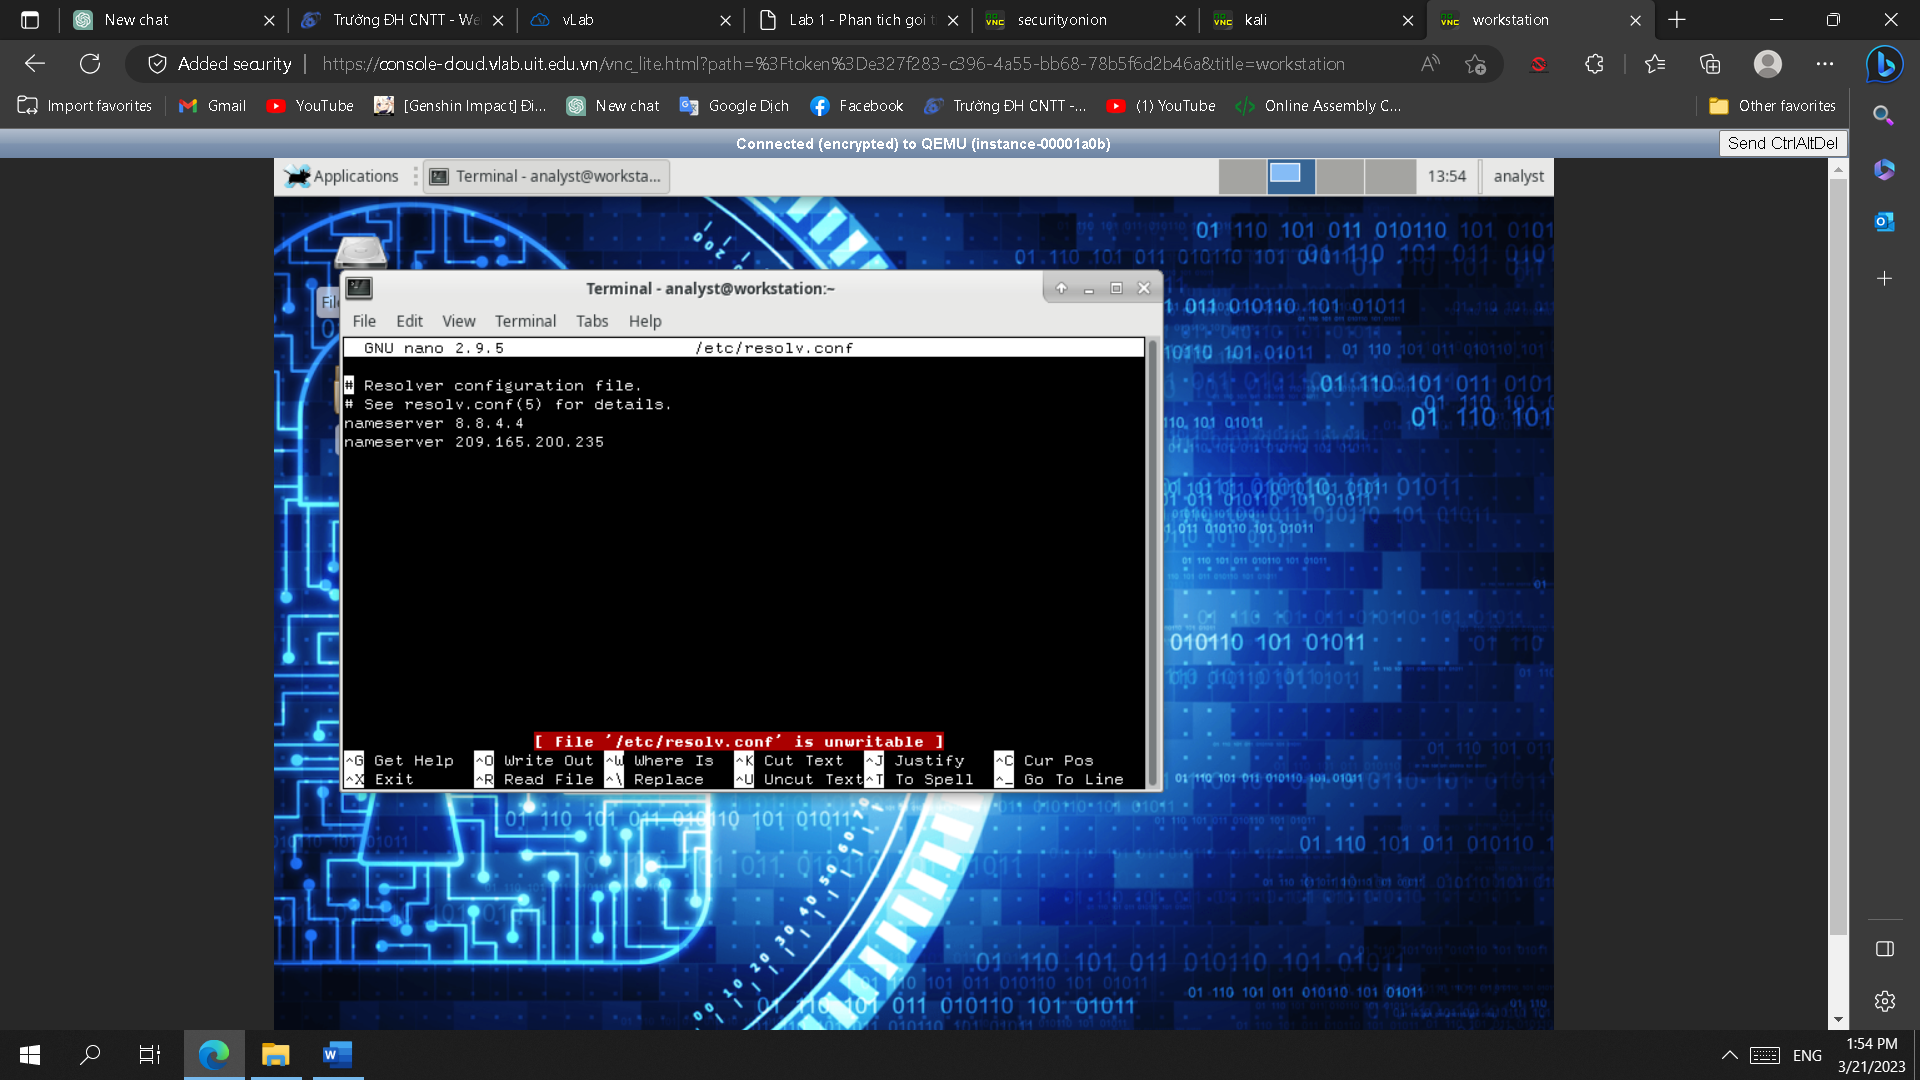 New chat
Trường ĐH CNTT - We
vLab
Lab 1 - Phan tich goi t
securityonion
kali
workstation
Added security
https://console-cloud.vlab.uit.edu.vn/vnc_lite.html?path=%3Ftoken%3De327f283-c396-4a55-bb68-78b5f6d2b46a&title=workstation
Import favorites
Gmail
YouTube
[Genshin Impact] Đi...
New chat
Google Dịch
Facebook
Trường ĐH CNTT -...
(1) YouTube
Online Assembly C...
Other favorites
Connected (encrypted) to QEMU (instance-00001a0b)
Send CtrlAltDel
Applications
Terminal - analyst@worksta...
13:54
analyst
Terminal - analyst@workstation:~
File Edit View Terminal Tabs Help
GNU nano 2.9.5 /etc/resolv.conf
# Resolver configuration file.
# See resolv.conf(5) for details.
nameserver 8.8.4.4
nameserver 209.165.200.235
[ File '/etc/resolv.conf' is unwritable ]
^G Get Help ^O Write Out ^W Where Is ^K Cut Text ^J Justify ^C Cur Pos
^X Exit ^R Read File ^\ Replace ^U Uncut Text ^T To Spell ^_ Go To Line
ENG
1:54 PM
3/21/2023